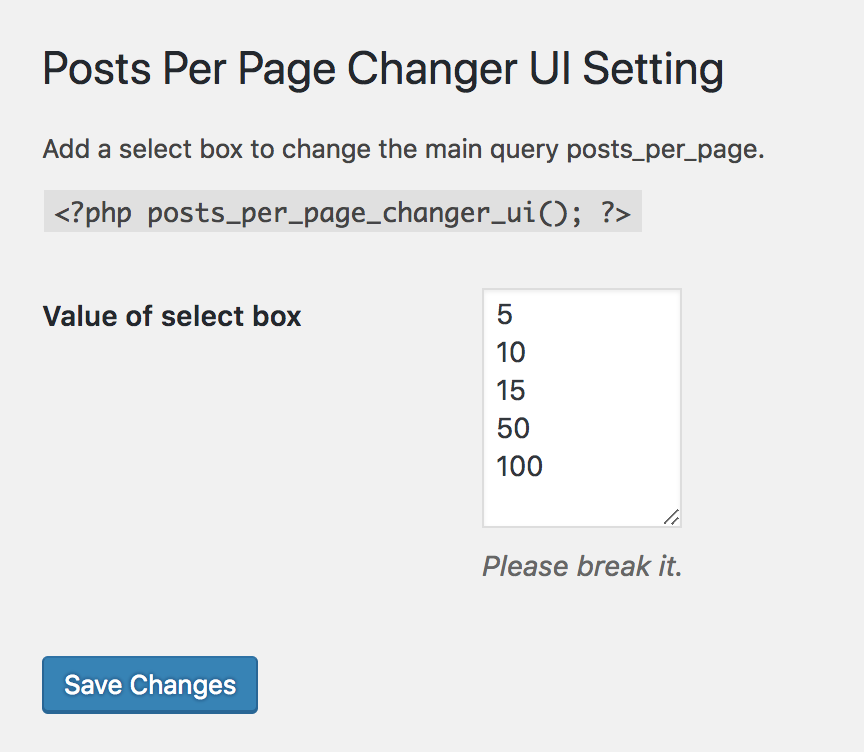 Posts Per Page Changer UI Setting
Add a select box to change the main query posts_per_page.
<?php posts_per_page_changer_ui(); ?>
Value of select box
5
10
15
50
100
Please break it.
Save Changes